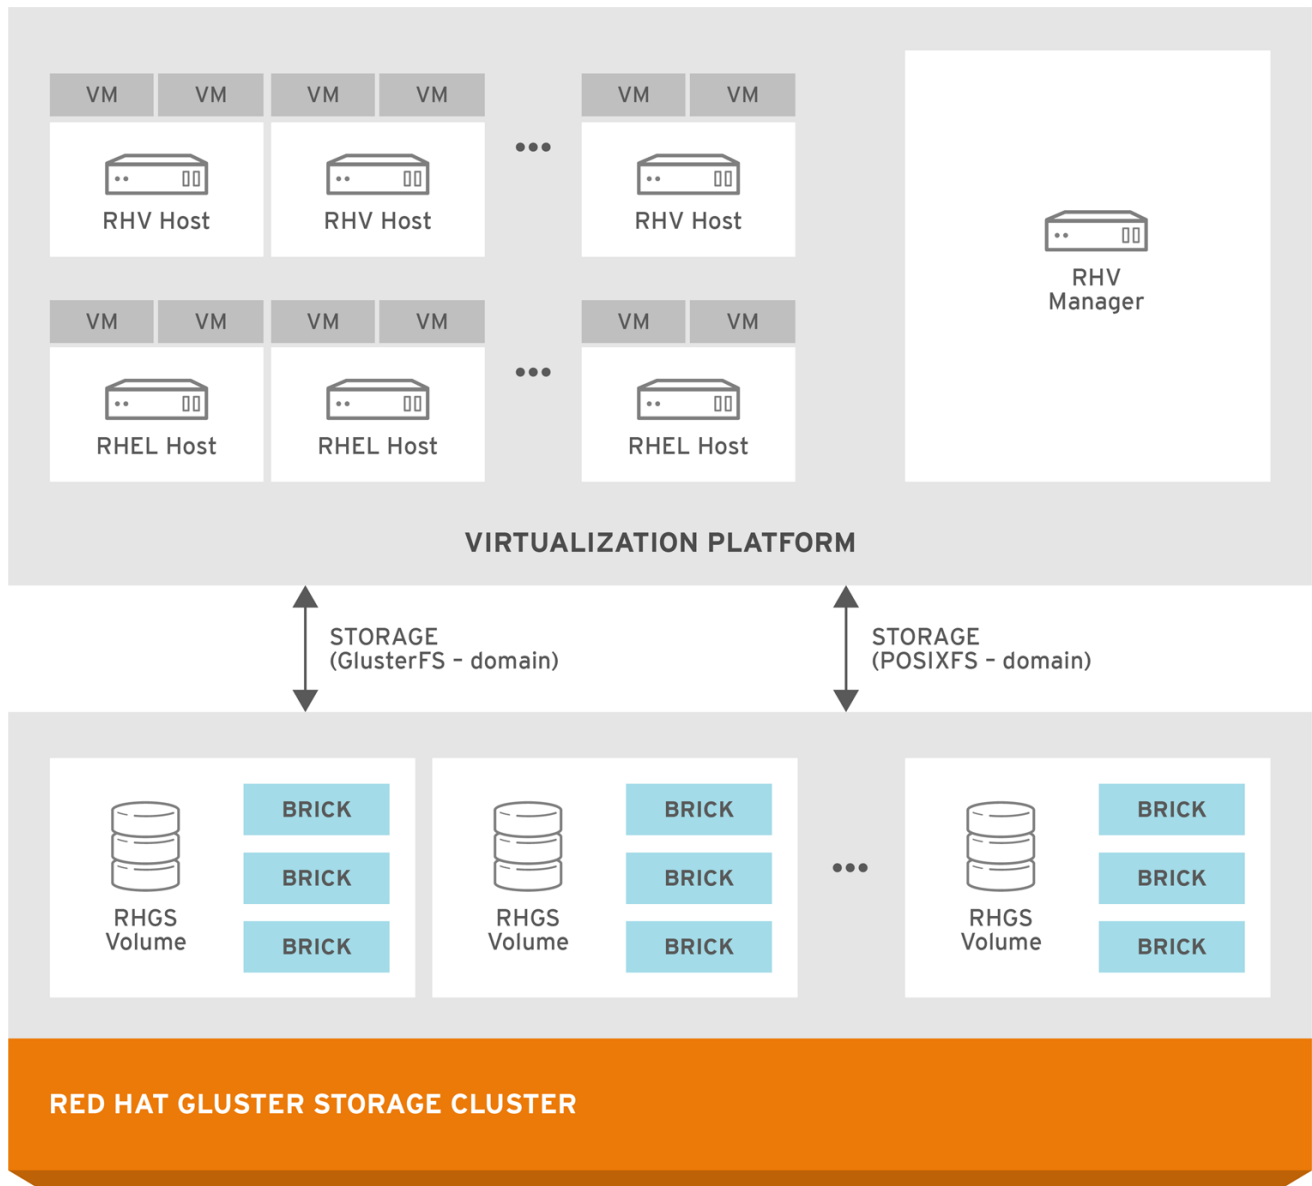 VM VM VM VM VM VM
RHV Host RHV Host ••• RHV Host
RHV
Manager
VM VM VM VM VM VM
RHEL Host RHEL Host ••• RHEL Host
VIRTUALIZATION PLATFORM
STORAGE
(GlusterFS – domain)
STORAGE
(POSIXFS – domain)
RHGS
Volume
BRICK
BRICK
BRICK
RHGS
Volume
BRICK
BRICK
BRICK
•••
RHGS
Volume
BRICK
BRICK
BRICK
RED HAT GLUSTER STORAGE CLUSTER